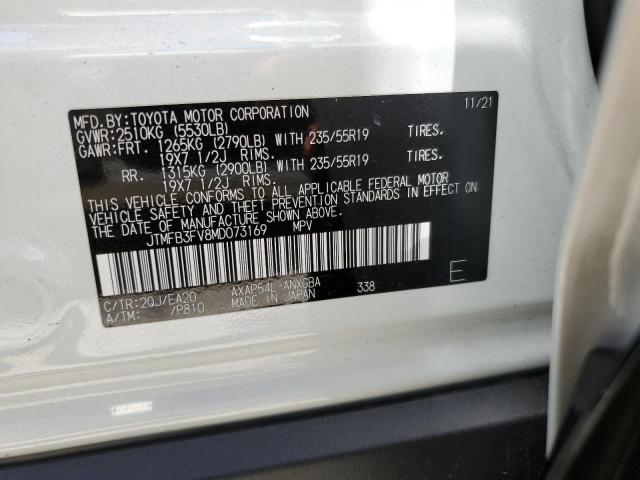 MFD.BY:TOYOTA MOTOR CORPORATION 11/21
GVWR:2510KG (5530LB)
GAWR:FRT. 1265KG (2790LB) WITH 235/55R19 TIRES.
19X7 1/2J RIMS.
RR. 1315KG (2900LB) WITH 235/55R19 TIRES.
19X7 1/2J RIMS.
THIS VEHICLE CONFORMS TO ALL APPLICABLE FEDERAL MOTOR
VEHICLE SAFETY AND THEFT PREVENTION STANDARDS IN EFFECT ON
THE DATE OF MANUFACTURE SHOWN ABOVE.
JTMFB3FV8MD073169 MPV
C/TR:2QJ/EA20 AXAP54L-ANXGBA 338 E
A/TM: /P810 MADE IN JAPAN